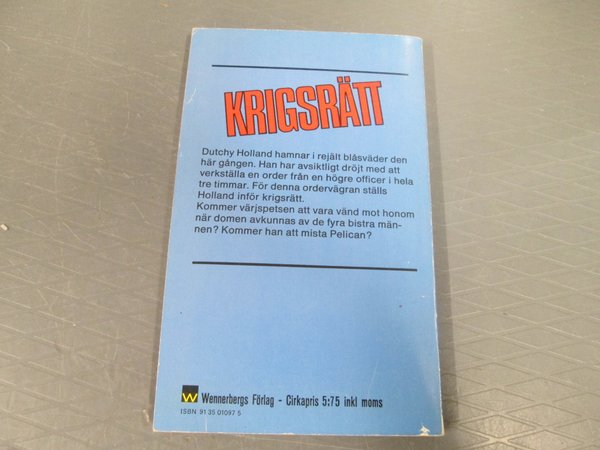 KRIGSRÄTT
Dutchy Holland hamnar i rejält blåsväder den
här gången. Han har avsiktligt dröjt med att
verkställa en order från en högre officer i hela
tre timmar. För denna ordervägran ställs
Holland inför krigsrätt.
Kommer värjspetsen att vara vänd mot honom
när domen avkunnas av de fyra bistra män-
nen? Kommer han att mista Pelican?
W Wennerbergs Förlag - Cirkapris 5:75 inkl moms
ISBN 91 35 01097 5